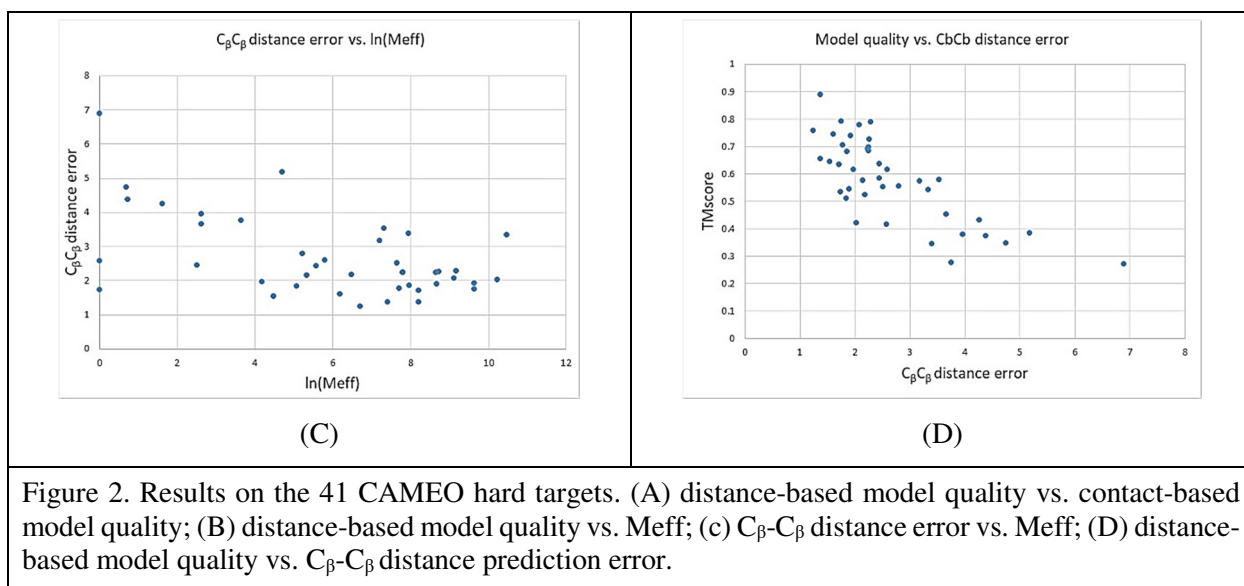 CβCβ distance error vs. ln(Meff)
8
7
6
5
4
3
2
1
0
CβCβ distance error
0 2 4 6 8 10 12
ln(Meff)
(C)
Model quality vs. CbCb distance error
1
0.9
0.8
0.7
0.6
0.5
0.4
0.3
0.2
0.1
0
TMscore
0 1 2 3 4 5 6 7 8
CβCβ distance error
(D)
Figure 2. Results on the 41 CAMEO hard targets. (A) distance-based model quality vs. contact-based
model quality; (B) distance-based model quality vs. Meff; (c) Cβ-Cβ distance error vs. Meff; (D) distance-
based model quality vs. Cβ-Cβ distance prediction error.